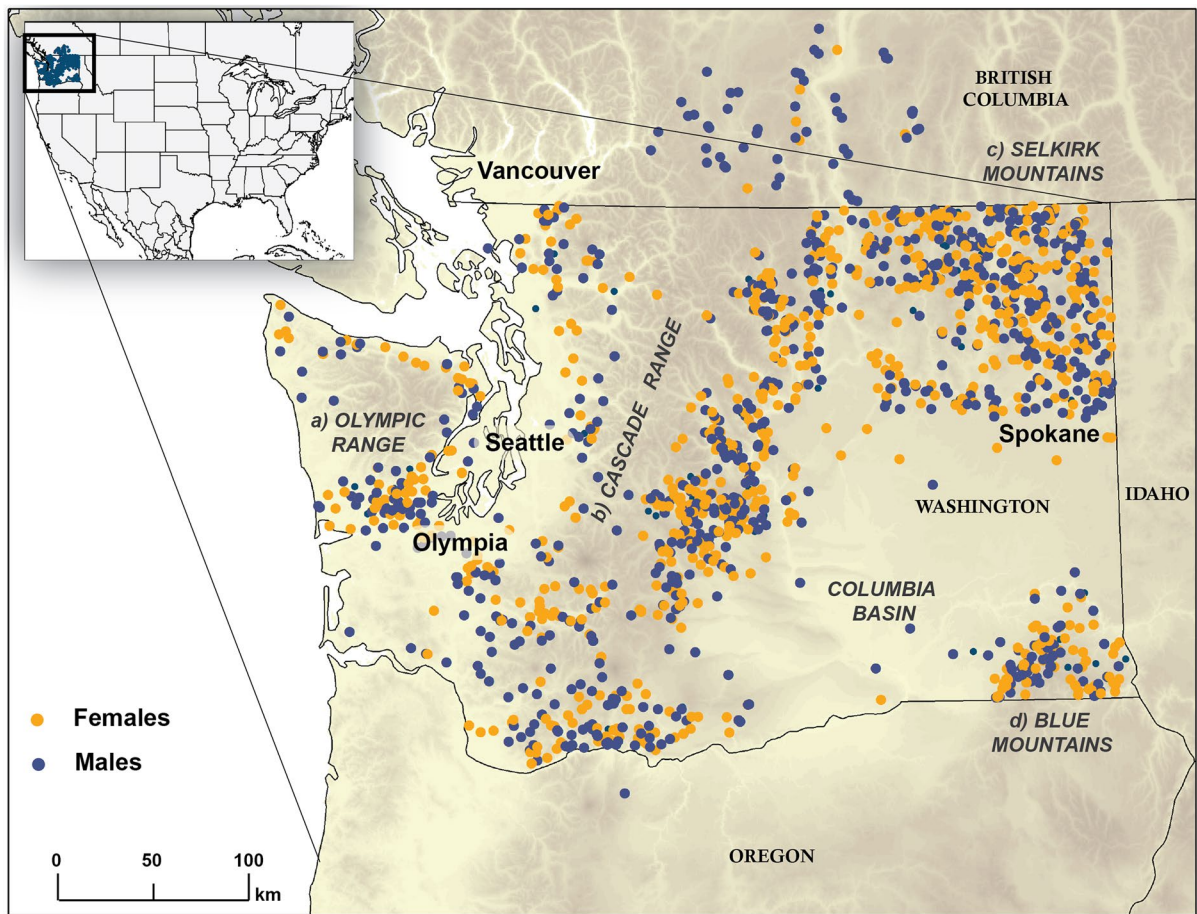 BRITISH
COLUMBIA
c) SELKIRK
MOUNTAINS
Vancouver
b) CASCADE RANGE
a) OLYMPIC
RANGE
Seattle
Spokane
WASHINGTON
IDAHO
Olympia
COLUMBIA
BASIN
d) BLUE
MOUNTAINS
Females
Males
OREGON
0 50 100
km